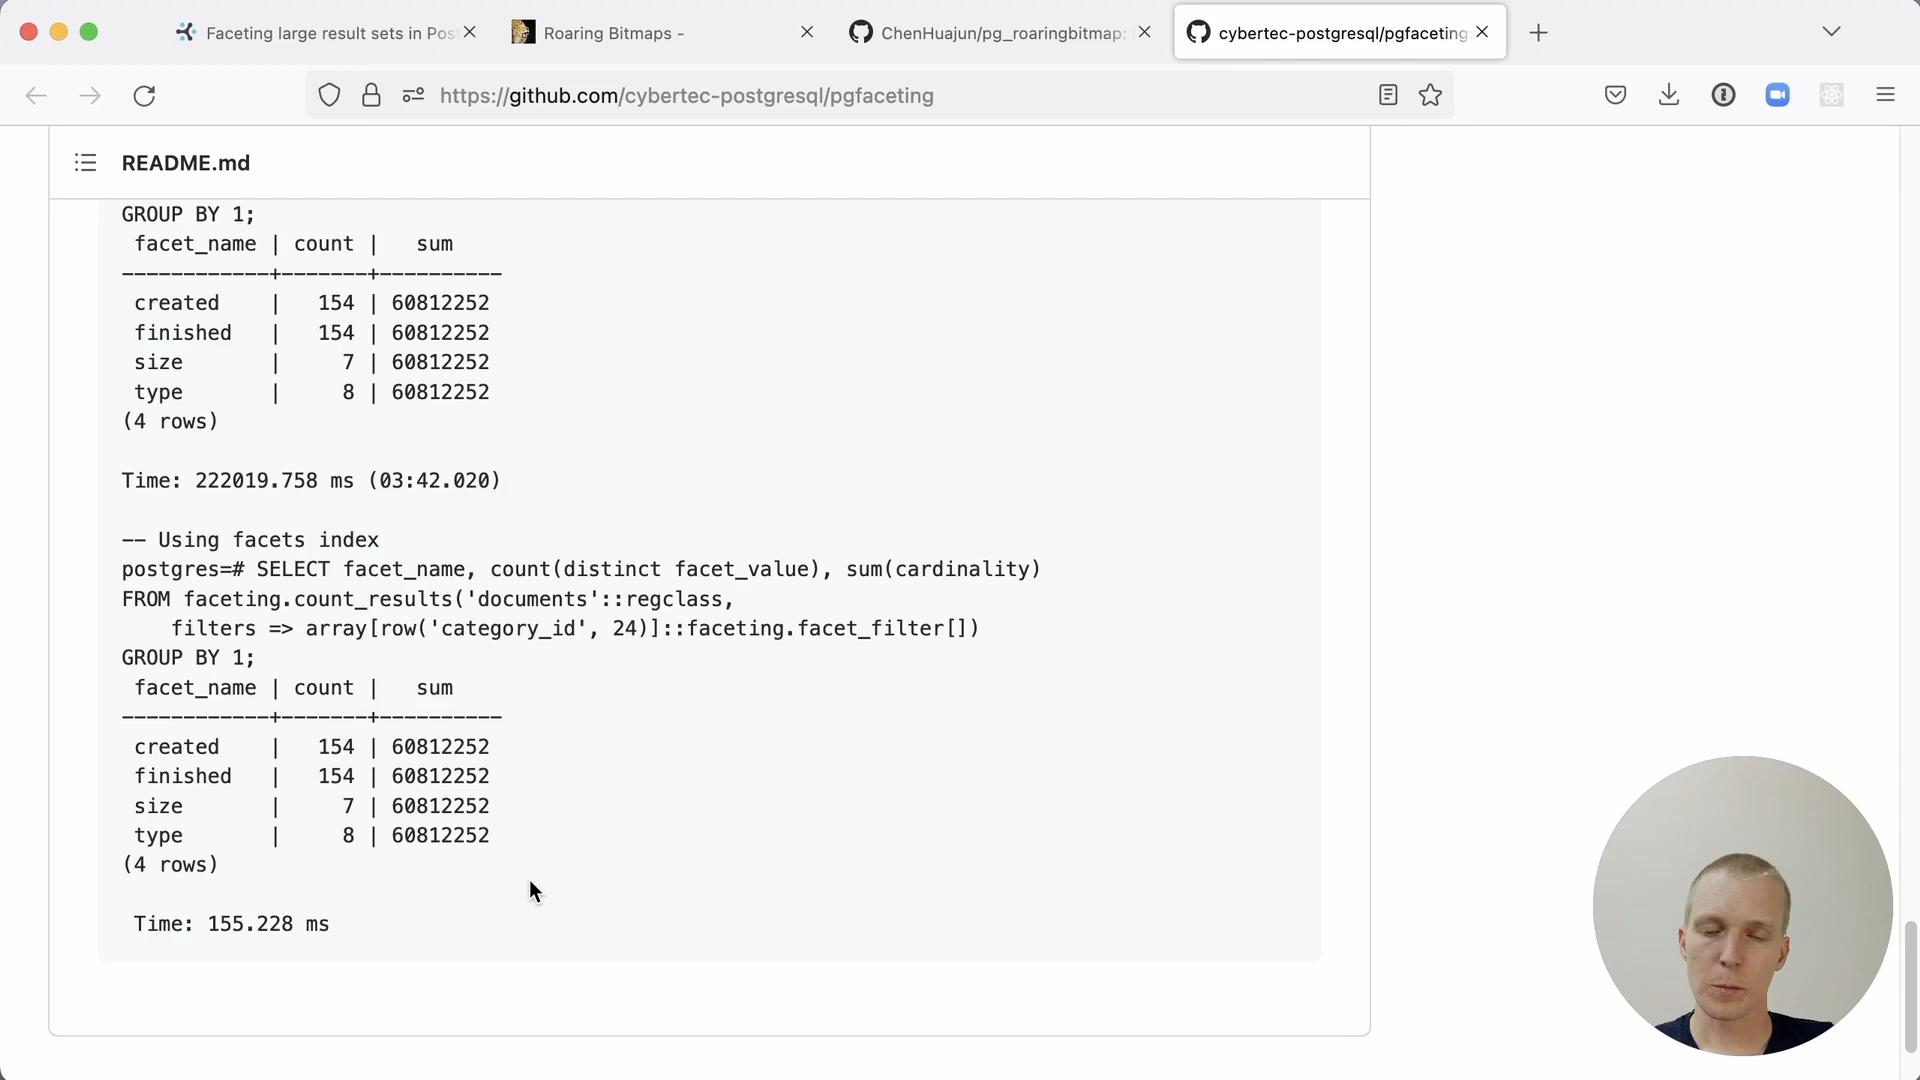 Faceting large result sets in Pos
Roaring Bitmaps -
ChenHuajun/pg_roaringbitmap:
cybertec-postgresql/pgfaceting
https://github.com/cybertec-postgresql/pgfaceting
README.md
GROUP BY 1;
facet_name | count | sum
------------+-------+----------
created | 154 | 60812252
finished | 154 | 60812252
size | 7 | 60812252
type | 8 | 60812252
(4 rows)
Time: 222019.758 ms (03:42.020)
-- Using facets index
postgres=# SELECT facet_name, count(distinct facet_value), sum(cardinality)
FROM faceting.count_results('documents'::regclass,
filters => array[row('category_id', 24)]::faceting.facet_filter[])
GROUP BY 1;
facet_name | count | sum
------------+-------+----------
created | 154 | 60812252
finished | 154 | 60812252
size | 7 | 60812252
type | 8 | 60812252
(4 rows)
Time: 155.228 ms